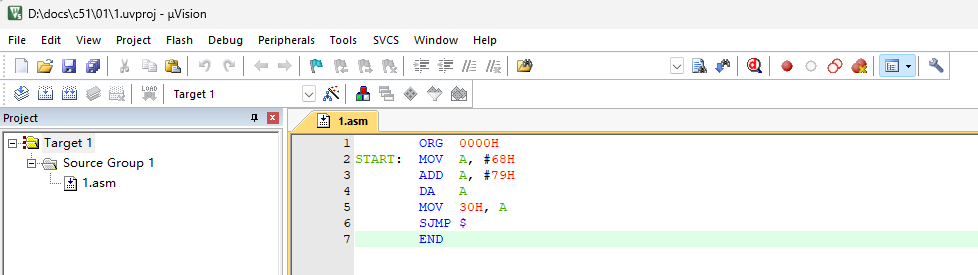 D:\docs\c51\01\1.uvproj - µVision
File Edit View Project Flash Debug Peripherals Tools SVCS Window Help
LOAD Target 1
Project
Target 1
Source Group 1
1.asm
1.asm
1 ORG 0000H
2 START: MOV A, #68H
3 ADD A, #79H
4 DA A
5 MOV 30H, A
6 SJMP $
7 END